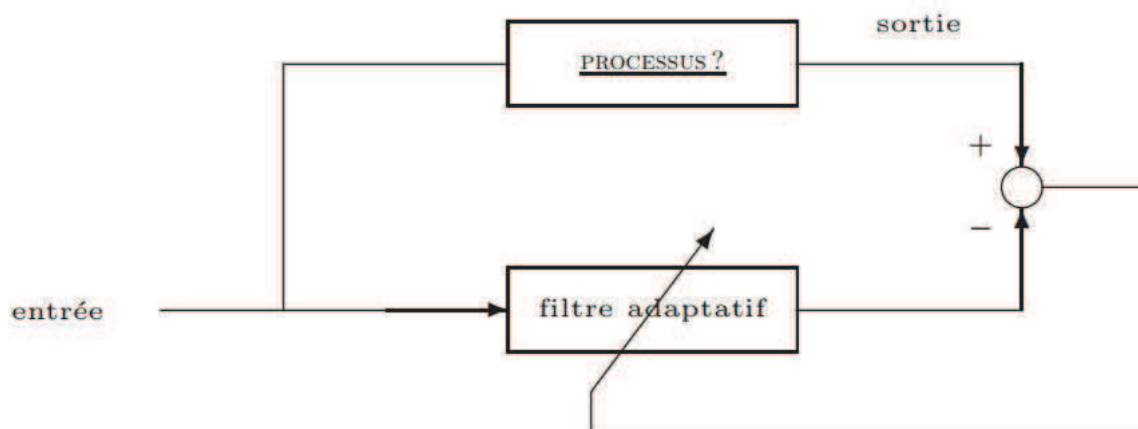 sortie
PROCESSUS ?
+
−
entrée
filtre adaptatif